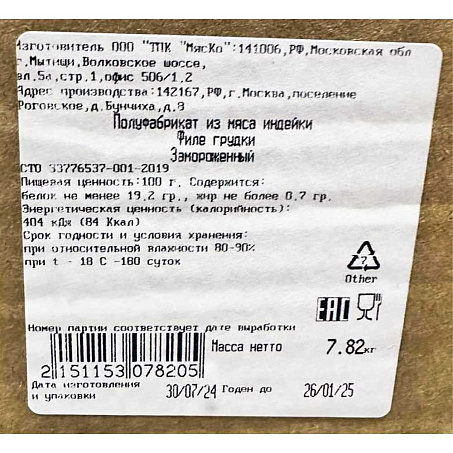 Изготовитель ООО "ТПК "МясКо":141006,РФ,Московская обл
г,Мытищи,Волковское шоссе,
вл,5а,стр.1,офис 506/1,2
Адрес производства:142167,РФ,г.Москва,поселение
Роговское,д.Бунчиха,д,8
Полуфабрикат из мяса индейки
Филе грудки
Замороженный
СТО 33776537-001-2019
Пищевая ценность:100 г, Содержится:
белок не менее 19,2 гр., жир не более 0,7 гр.
Энергетическая ценность (калорийность):
404 кДж (84 Ккал)
Срок годности и условия хранения:
при относительной влажности 80-90%
при t - 18 С -180 суток
?
Other
EAC
Номер партии соответствует дате выработки
Масса нетто 7.82кг
2 151153 078205
Дата изготовления
и упаковки 30/07/24 Годен до 26/01/25